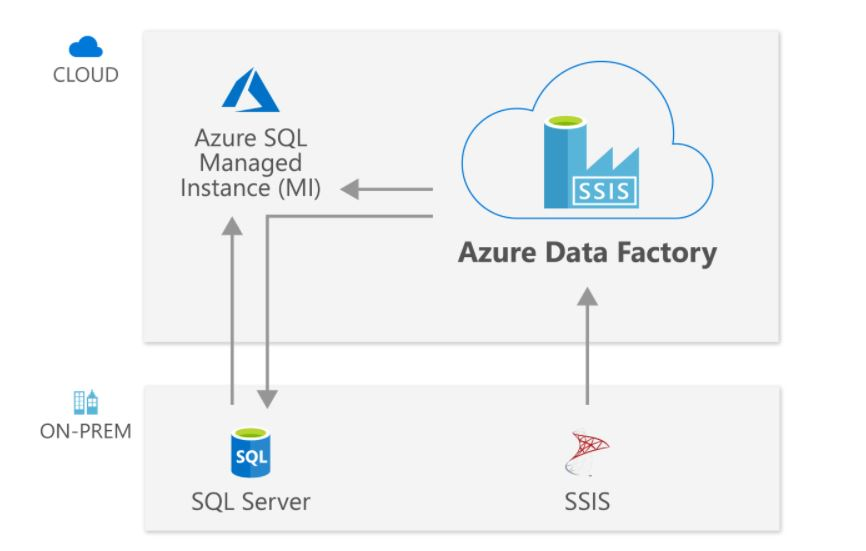 CLOUD
Azure SQL
Managed
Instance (MI)
SSIS
Azure Data Factory
ON-PREM
SQL
SQL Server
SSIS